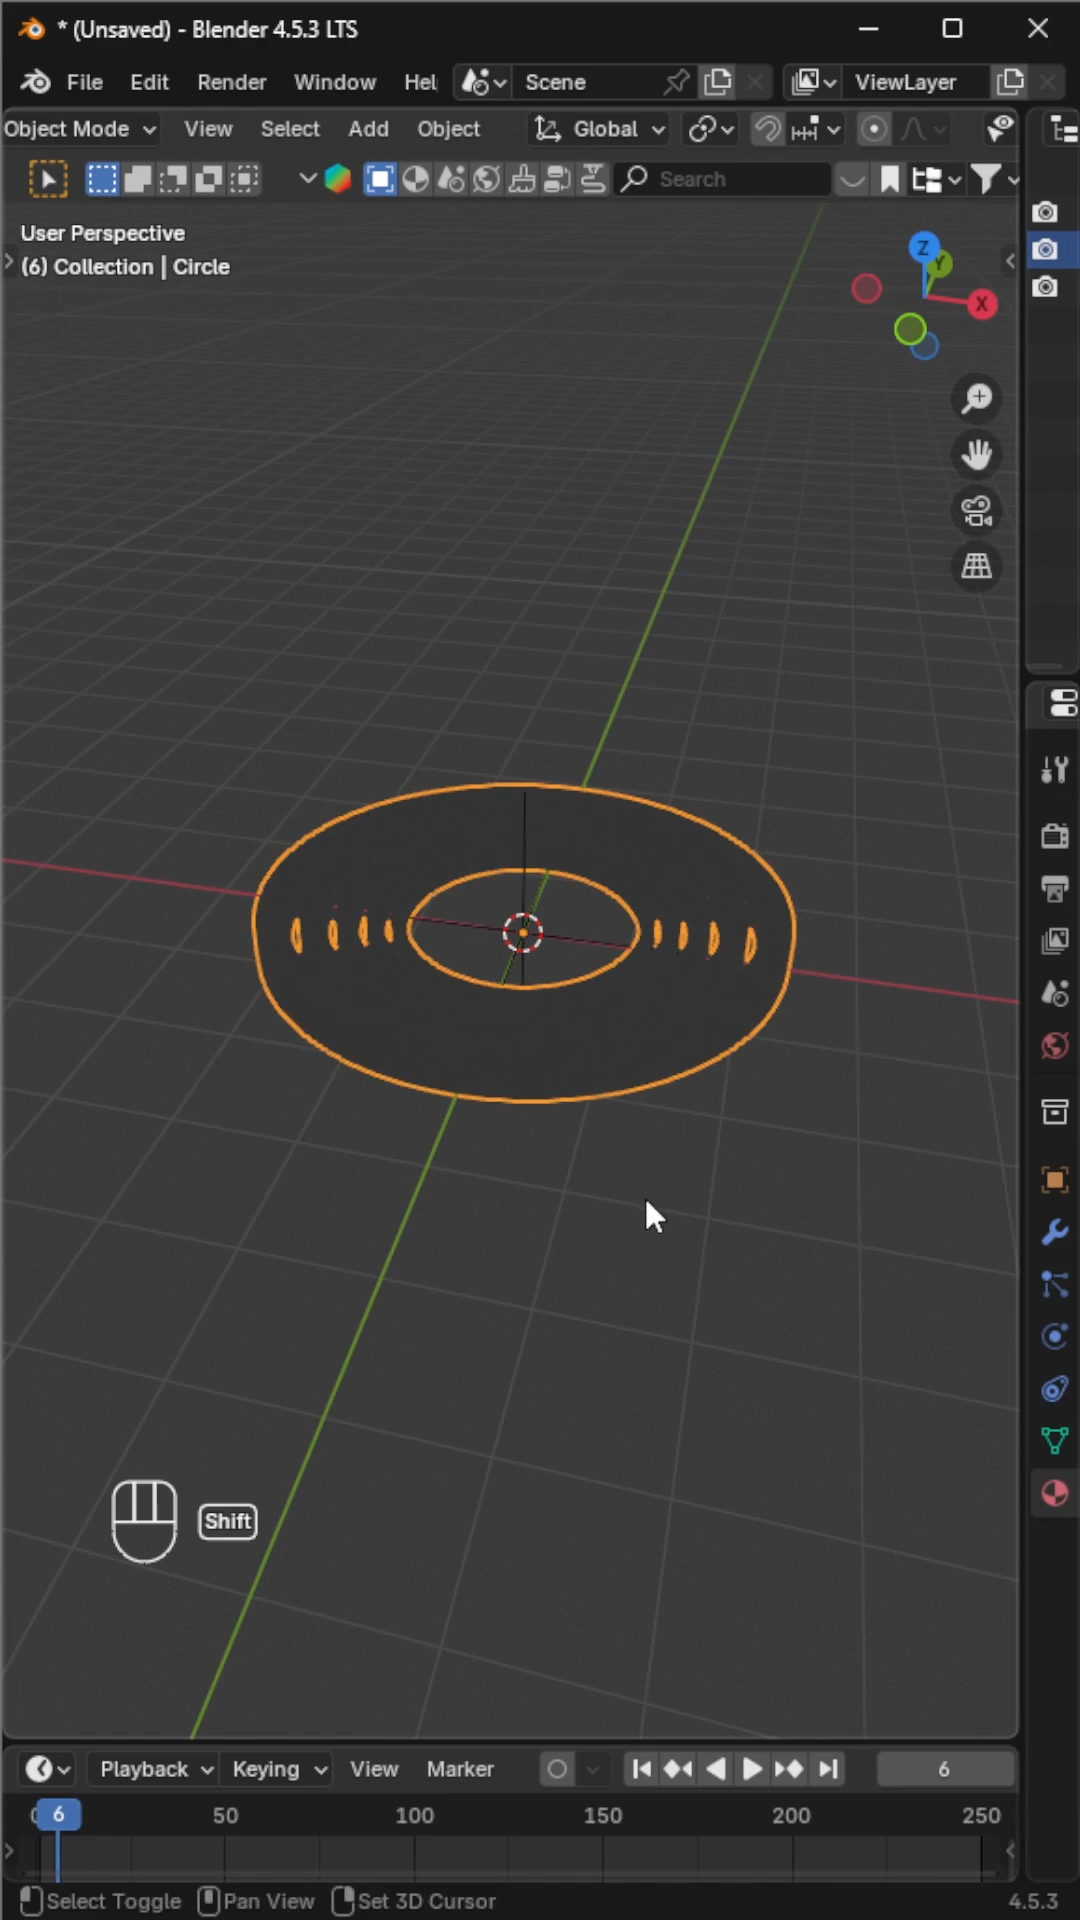 * (Unsaved) - Blender 4.5.3 LTS
File Edit Render Window Hel Scene ViewLayer
Object Mode View Select Add Object Global
Search
User Perspective
(6) Collection | Circle
Z
Y
X
Shift
Playback Keying View Marker 6
6 50 100 150 200 250
Select Toggle Pan View Set 3D Cursor 4.5.3